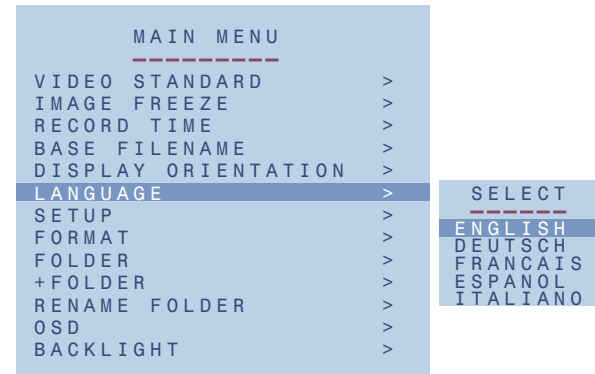 MAIN MENU
VIDEO STANDARD >
IMAGE FREEZE >
RECORD TIME >
BASE FILENAME >
DISPLAY ORIENTATION >
LANGUAGE >
SETUP >
FORMAT >
FOLDER >
+FOLDER >
RENAME FOLDER >
OSD >
BACKLIGHT >
SELECT
ENGLISH
DEUTSCH
FRANCAIS
ESPANOL
ITALIANO